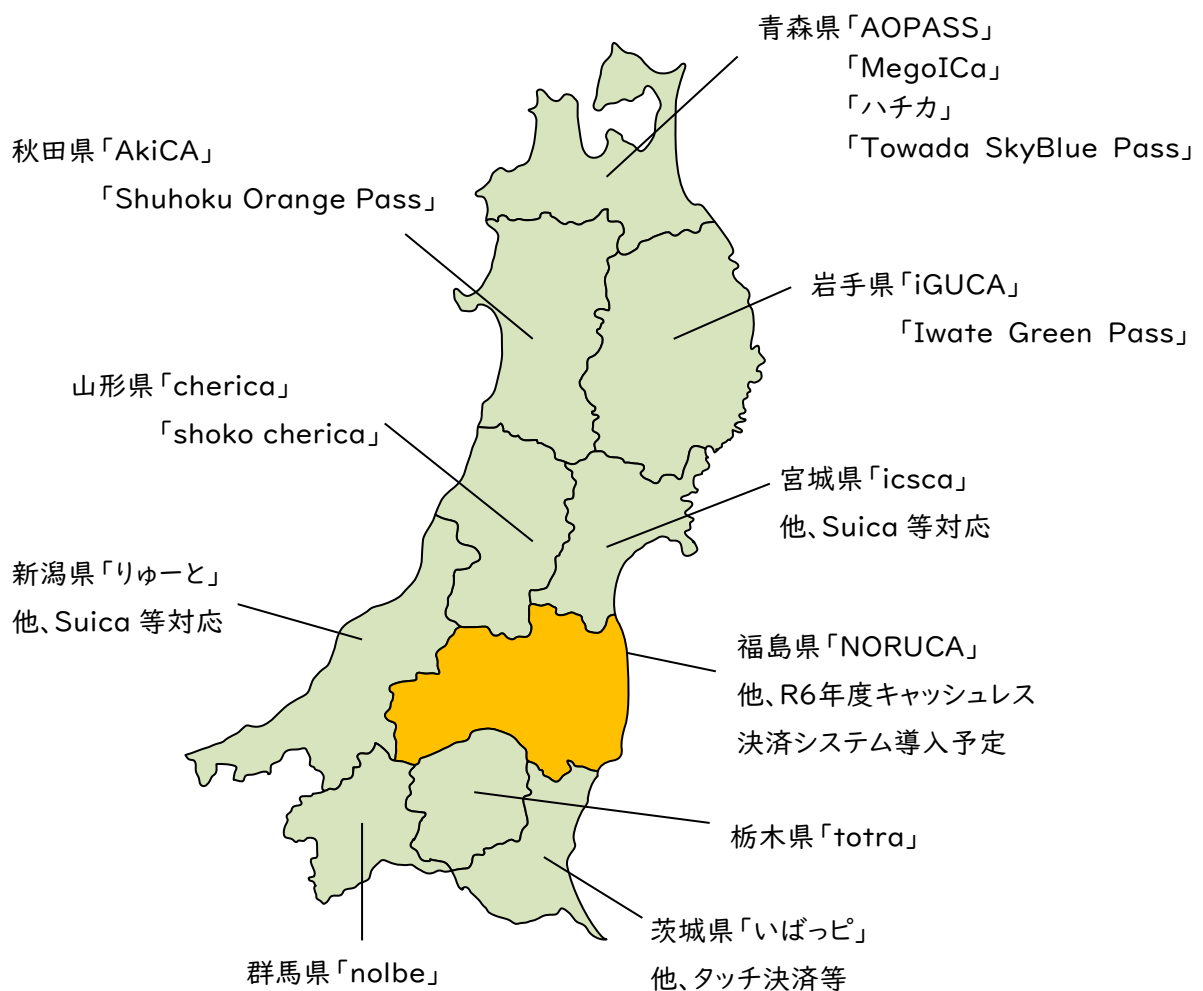 青森県「AOPASS」
「MegoICa」
「ハチカ」
「Towada SkyBlue Pass」
秋田県「AkiCA」
「Shuhoku Orange Pass」
岩手県「iGUCA」
「Iwate Green Pass」
山形県「cherica」
「shoko cherica」
宮城県「icsca」
他、Suica 等対応
新潟県「りゅーと」
他、Suica 等対応
福島県「NORUCA」
他、R6年度キャッシュレス
決済システム導入予定
栃木県「totra」
茨城県「いばっピ」
他、タッチ決済等
群馬県「nolbe」